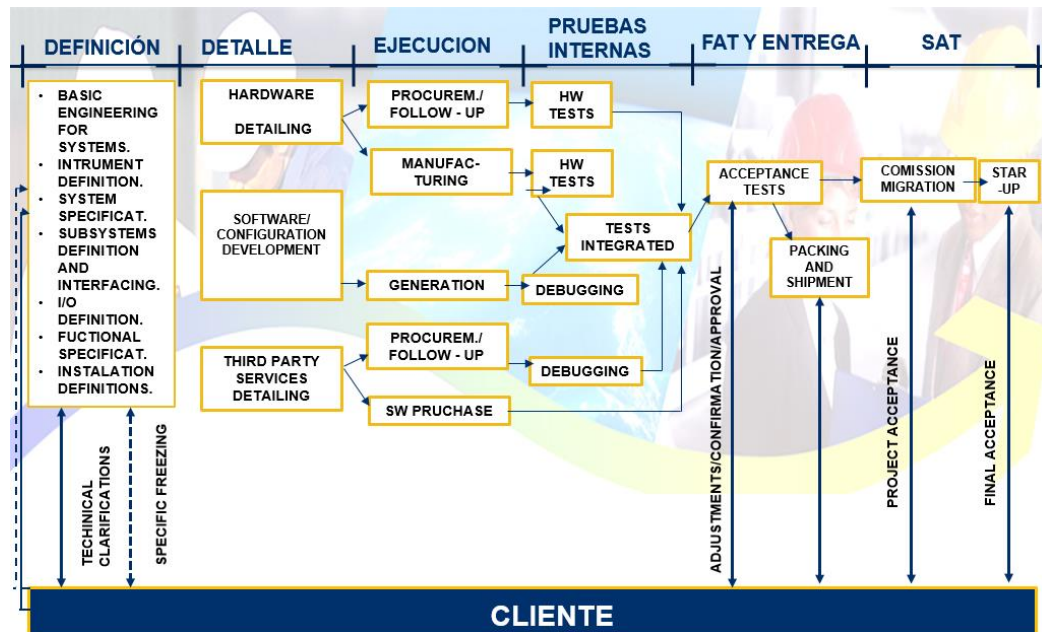 DEFINICIÓN
DETALLE
EJECUCION
PRUEBAS
INTERNAS
FAT Y ENTREGA
SAT
• BASIC
ENGINEERING
FOR
SYSTEMS.
• INTRUMENT
DEFINITION.
• SYSTEM
SPECIFICAT.
• SUBSYSTEMS
DEFINITION
AND
INTERFACING.
• I/O
DEFINITION.
• FUCTIONAL
SPECIFICAT.
• INSTALATION
DEFINITIONS.
HARDWARE
DETAILING
SOFTWARE/
CONFIGURATION
DEVELOPMENT
THIRD PARTY
SERVICES
DETAILING
PROCUREM./
FOLLOW - UP
MANUFAC-
TURING
GENERATION
PROCUREM./
FOLLOW - UP
SW PRUCHASE
HW
TESTS
HW
TESTS
TESTS
INTEGRATED
DEBUGGING
DEBUGGING
ACCEPTANCE
TESTS
PACKING
AND
SHIPMENT
COMISSION
MIGRATION
STAR
-UP
TECHINICAL
CLARIFICATIONS
SPECIFIC FREEZING
ADJUSTMENTS/CONFIRMATION/APPROVAL
PROJECT ACCEPTANCE
FINAL ACCEPTANCE
CLIENTE